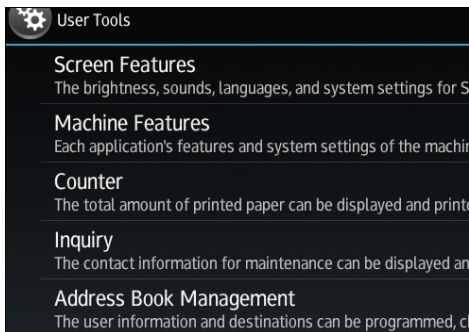 User Tools
Screen Features
The brightness, sounds, languages, and system settings for S
Machine Features
Each application's features and system settings of the machin
Counter
The total amount of printed paper can be displayed and printe
Inquiry
The contact information for maintenance can be displayed an
Address Book Management
The user information and destinations can be programmed, ch